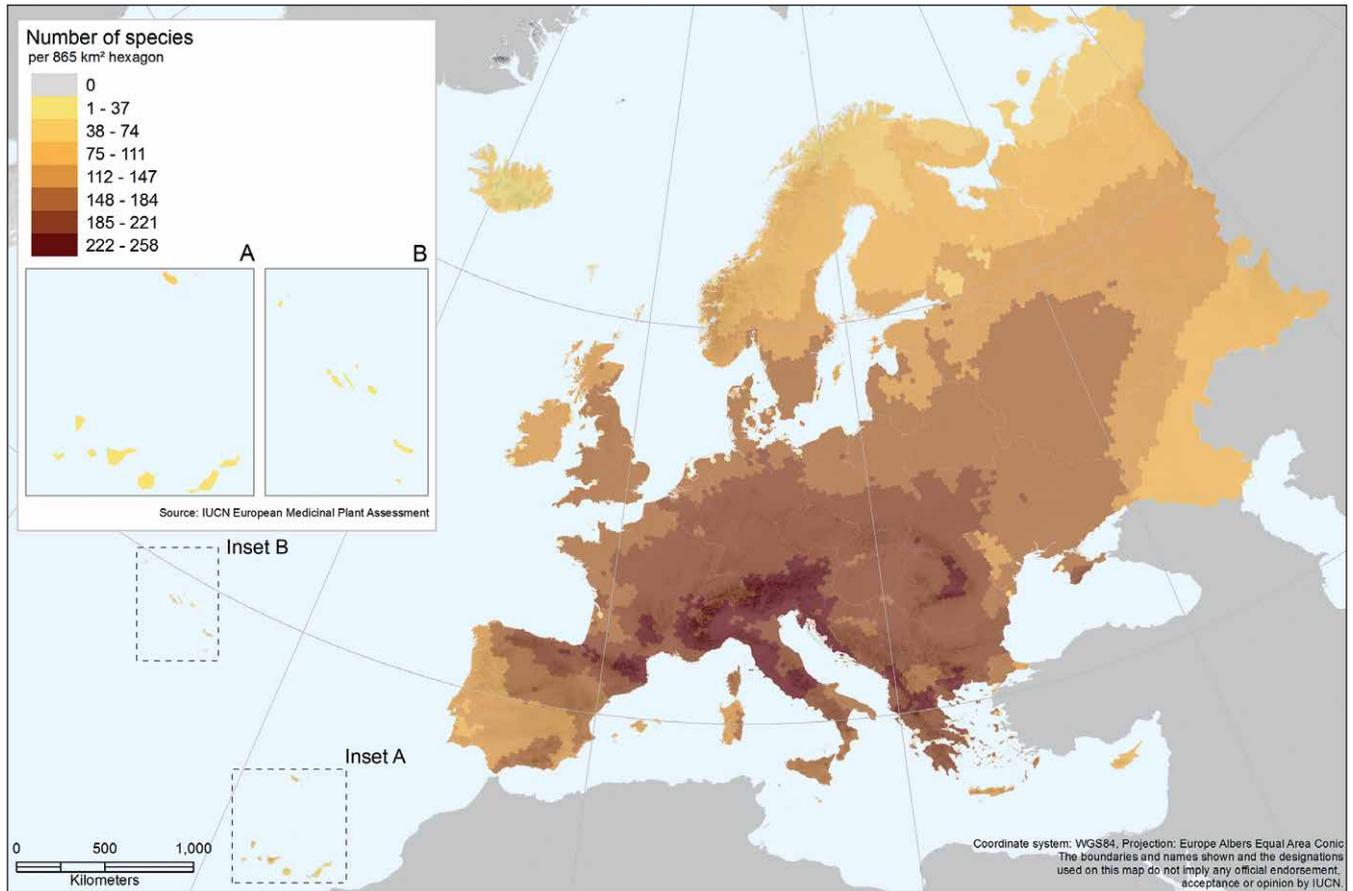 Number of species
per 865 km² hexagon
0
1 - 37
38 - 74
75 - 111
112 - 147
148 - 184
185 - 221
222 - 258
A
B
Source: IUCN European Medicinal Plant Assessment
Inset B
Inset A
0 500 1,000
Kilometers
Coordinate system: WGS84, Projection: Europe Albers Equal Area Conic
The boundaries and names shown and the designations
used on this map do not imply any official endorsement,
acceptance or opinion by IUCN.